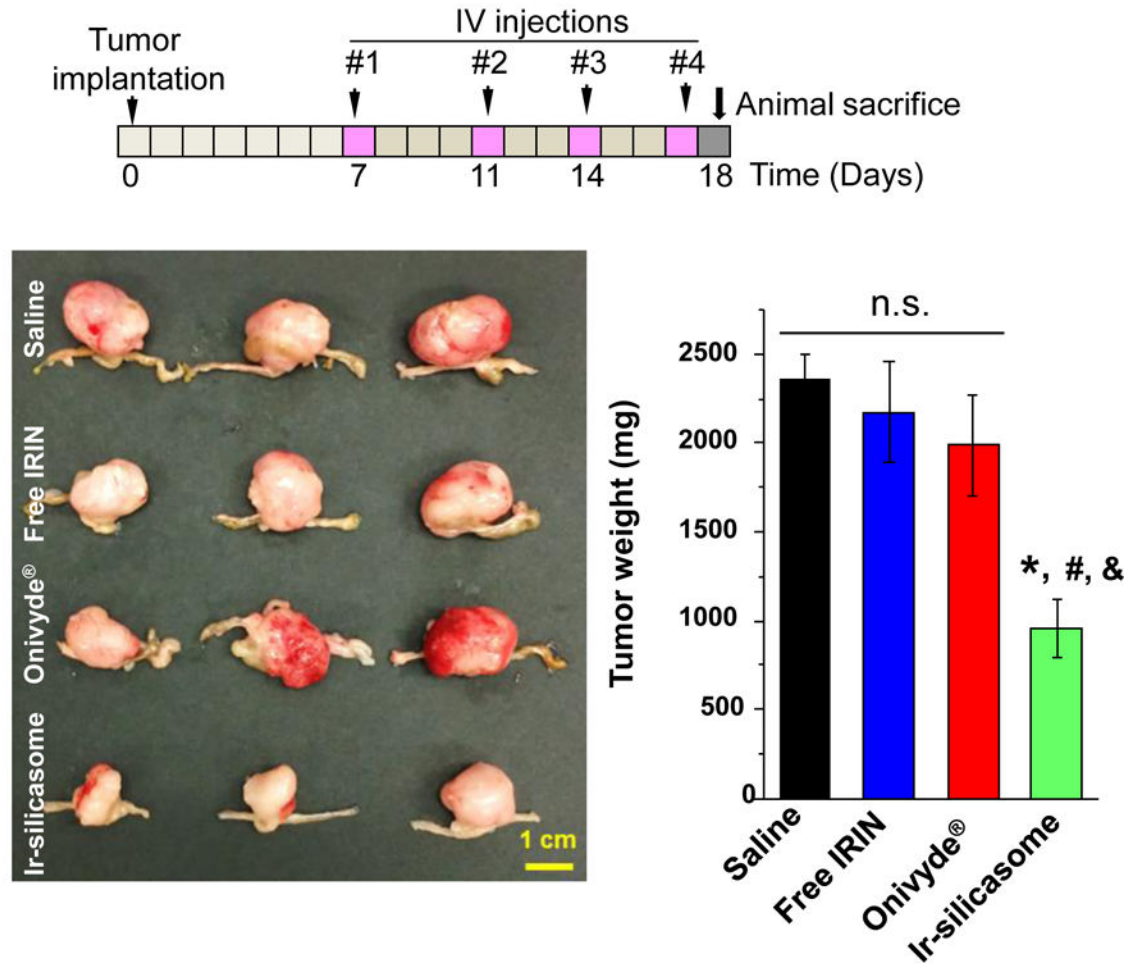 IV injections
Tumor
implantation
#1 #2 #3 #4
Animal sacrifice
0 7 11 14 18 Time (Days)
Saline
Free IRIN
Onivyde®
Ir-silicasome
1 cm
n.s.
Tumor weight (mg)
2500
2000
1500
1000
500
0
*, #, &
Saline
Free IRIN
Onivyde®
Ir-silicasome